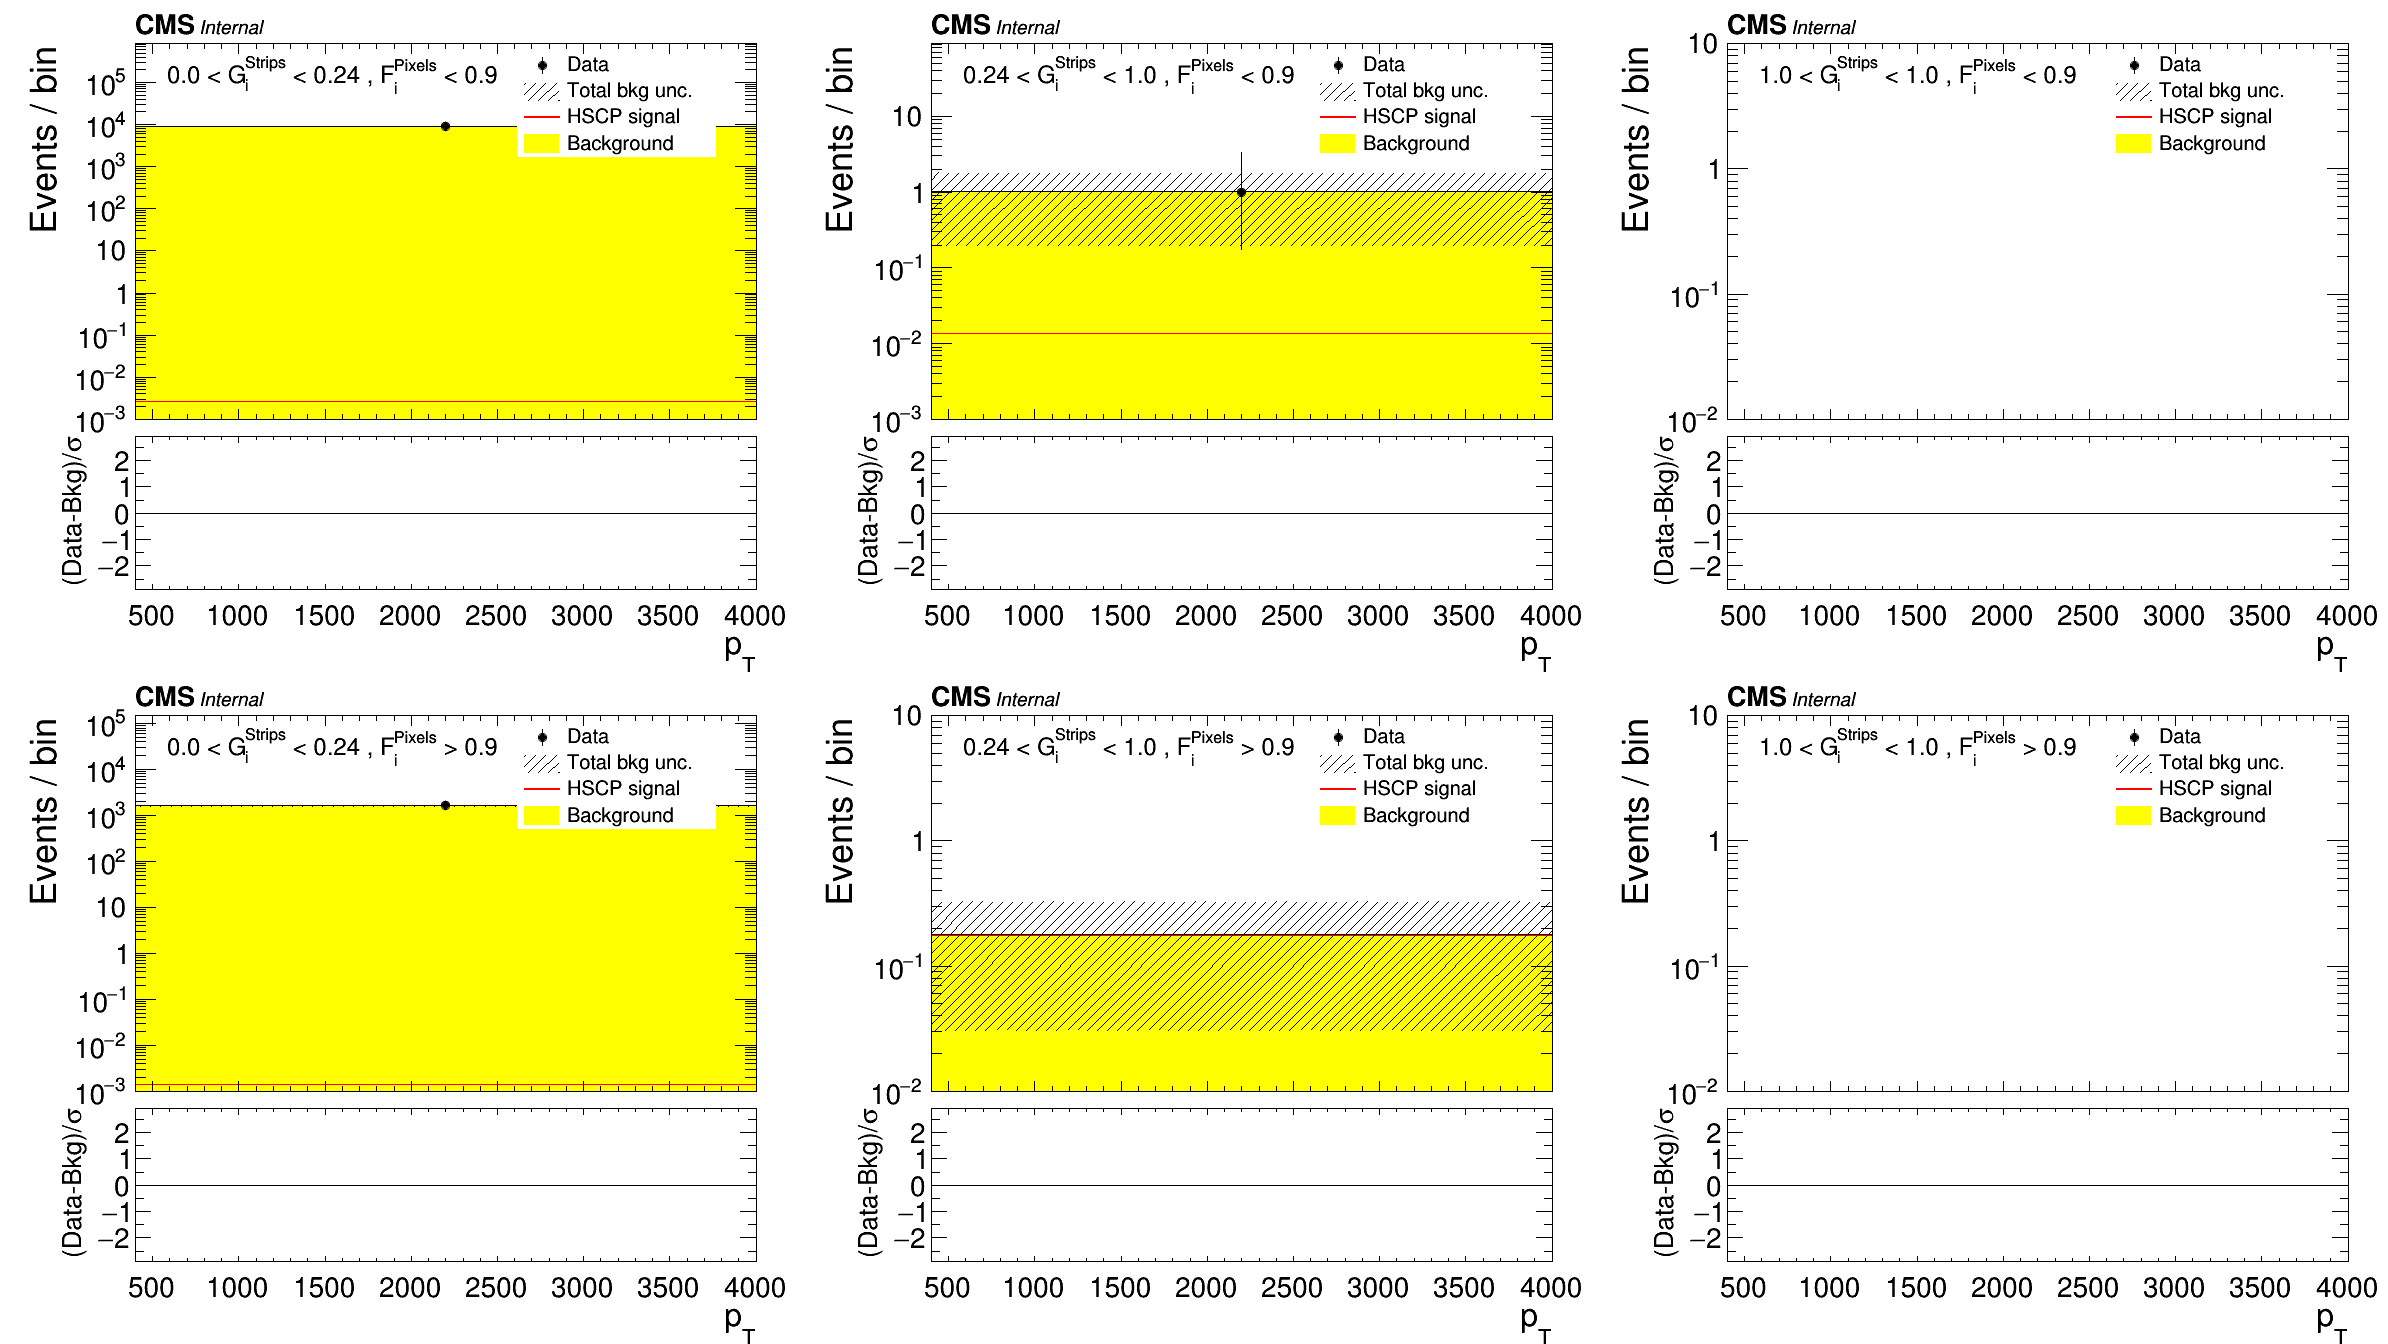 CMS Internal
Events / bin
0.0 < G_i^Strips < 0.24 , F_i^Pixels < 0.9
Data
Total bkg unc.
HSCP signal
Background
10^5
10^4
10^3
10^2
10
1
10^−1
10^−2
10^−3
(Data-Bkg)/σ
2
1
0
−1
−2
500 1000 1500 2000 2500 3000 3500 4000
p_T
CMS Internal
Events / bin
0.24 < G_i^Strips < 1.0 , F_i^Pixels < 0.9
Data
Total bkg unc.
HSCP signal
Background
10
1
10^−1
10^−2
10^−3
(Data-Bkg)/σ
2
1
0
−1
−2
500 1000 1500 2000 2500 3000 3500 4000
p_T
CMS Internal
Events / bin
1.0 < G_i^Strips < 1.0 , F_i^Pixels < 0.9
Data
Total bkg unc.
HSCP signal
Background
10
1
10^−1
10^−2
(Data-Bkg)/σ
2
1
0
−1
−2
500 1000 1500 2000 2500 3000 3500 4000
p_T
CMS Internal
Events / bin
0.0 < G_i^Strips < 0.24 , F_i^Pixels > 0.9
Data
Total bkg unc.
HSCP signal
Background
10^5
10^4
10^3
10^2
10
1
10^−1
10^−2
10^−3
(Data-Bkg)/σ
2
1
0
−1
−2
500 1000 1500 2000 2500 3000 3500 4000
p_T
CMS Internal
Events / bin
0.24 < G_i^Strips < 1.0 , F_i^Pixels > 0.9
Data
Total bkg unc.
HSCP signal
Background
10
1
10^−1
10^−2
(Data-Bkg)/σ
2
1
0
−1
−2
500 1000 1500 2000 2500 3000 3500 4000
p_T
CMS Internal
Events / bin
1.0 < G_i^Strips < 1.0 , F_i^Pixels > 0.9
Data
Total bkg unc.
HSCP signal
Background
10
1
10^−1
10^−2
(Data-Bkg)/σ
2
1
0
−1
−2
500 1000 1500 2000 2500 3000 3500 4000
p_T